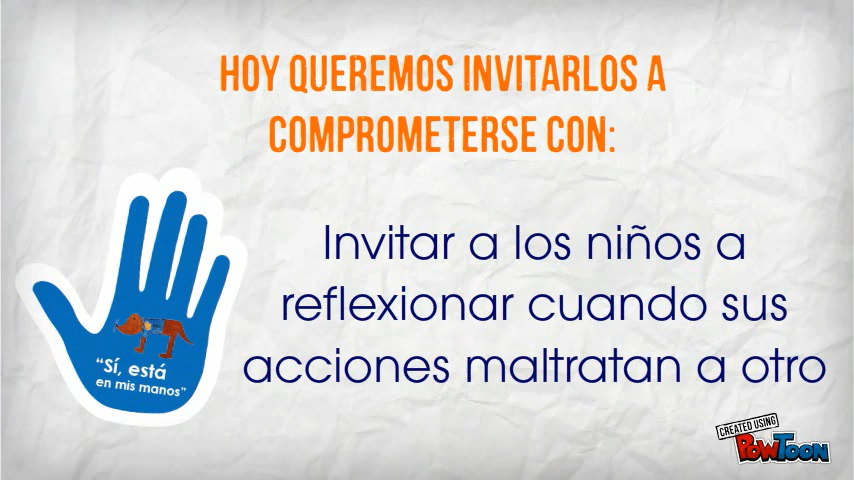 HOY QUEREMOS INVITARLOS A
COMPROMETERSE CON:
Invitar a los niños a
reflexionar cuando sus
acciones maltratan a otro
“Sí, está
en mis manos”
CREATED USING
POWTOON